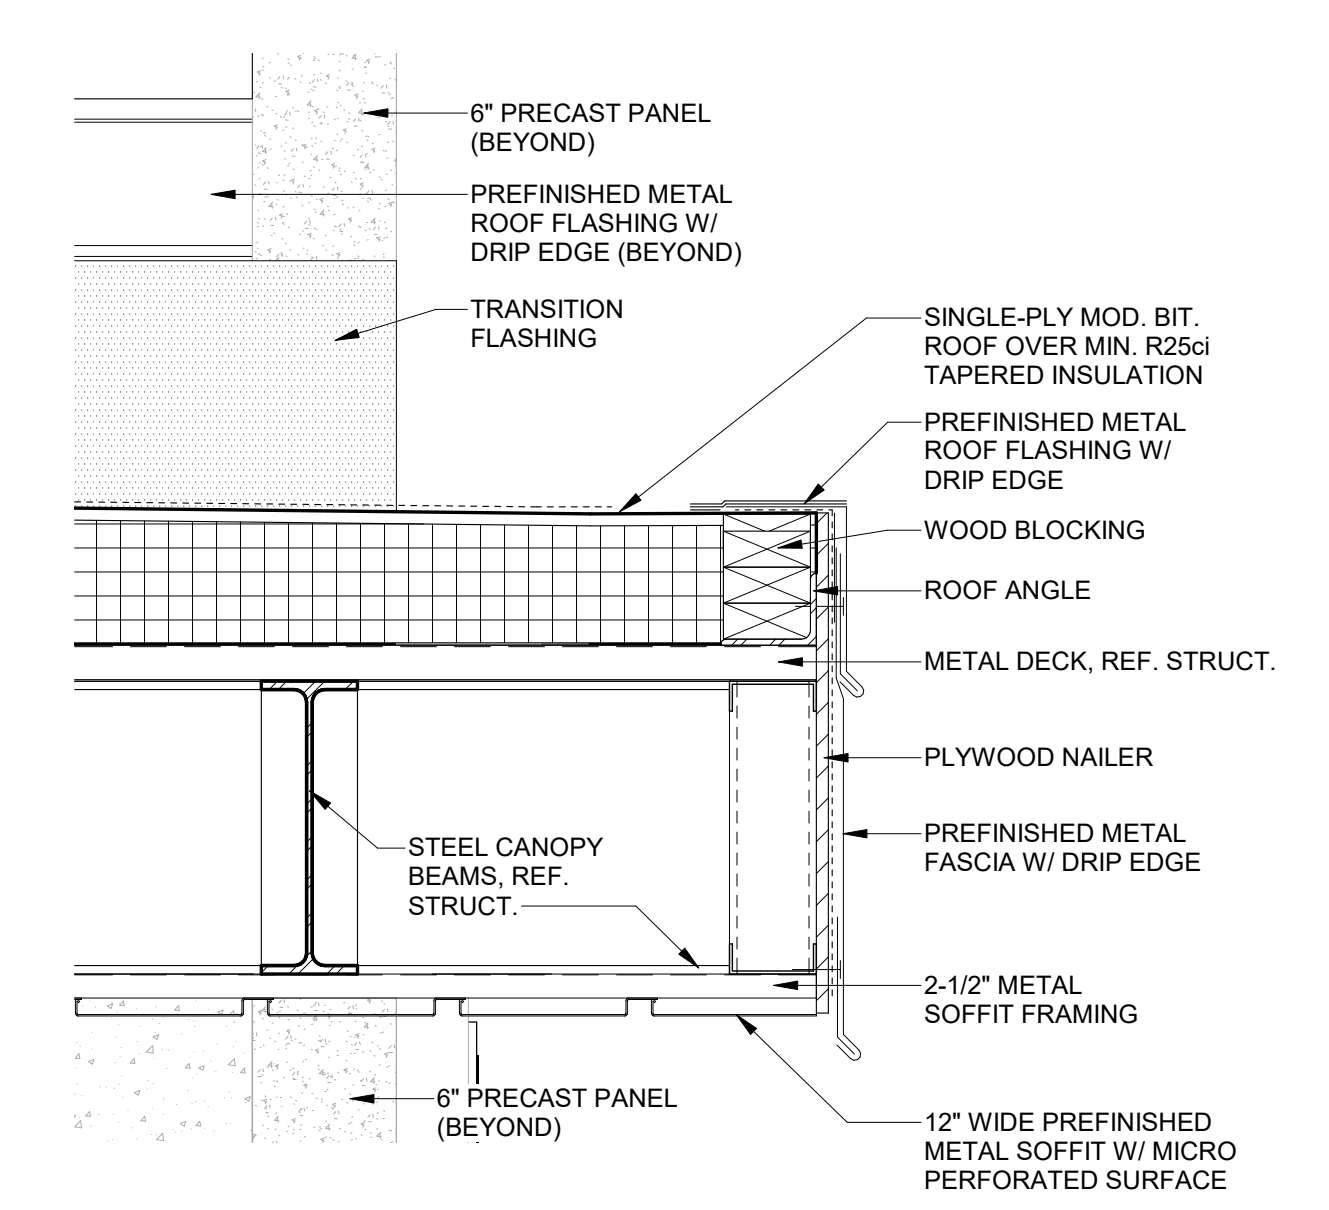 6" PRECAST PANEL
(BEYOND)
PREFINISHED METAL
ROOF FLASHING W/
DRIP EDGE (BEYOND)
TRANSITION
FLASHING
SINGLE-PLY MOD. BIT.
ROOF OVER MIN. R25ci
TAPERED INSULATION
PREFINISHED METAL
ROOF FLASHING W/
DRIP EDGE
WOOD BLOCKING
ROOF ANGLE
METAL DECK, REF. STRUCT.
PLYWOOD NAILER
PREFINISHED METAL
FASCIA W/ DRIP EDGE
STEEL CANOPY
BEAMS, REF.
STRUCT.
2-1/2" METAL
SOFFIT FRAMING
6" PRECAST PANEL
(BEYOND)
12" WIDE PREFINISHED
METAL SOFFIT W/ MICRO
PERFORATED SURFACE